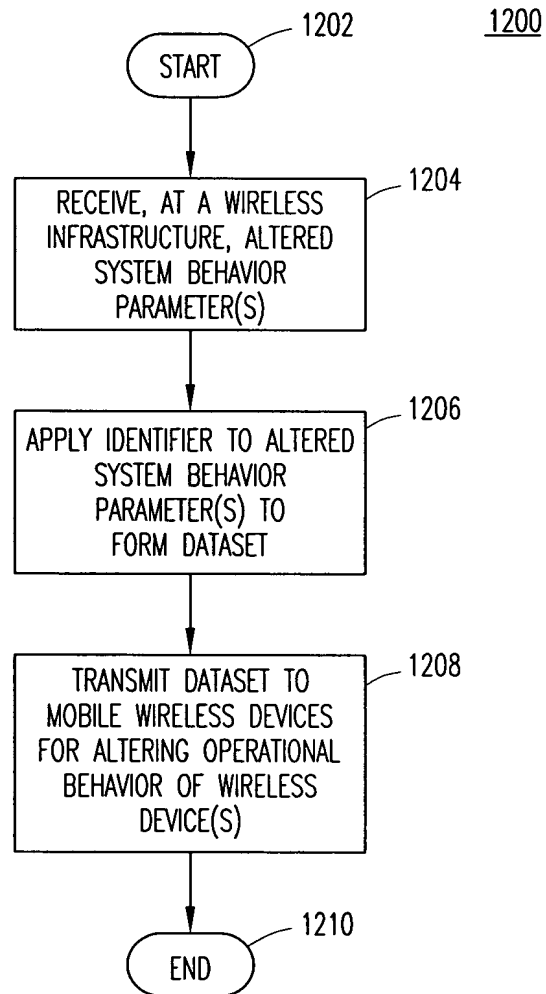 1200
1202
START
1204
RECEIVE, AT A WIRELESS
INFRASTRUCTURE, ALTERED
SYSTEM BEHAVIOR
PARAMETER(S)
1206
APPLY IDENTIFIER TO ALTERED
SYSTEM BEHAVIOR
PARAMETER(S) TO
FORM DATASET
1208
TRANSMIT DATASET TO
MOBILE WIRELESS DEVICES
FOR ALTERING OPERATIONAL
BEHAVIOR OF WIRELESS
DEVICE(S)
1210
END